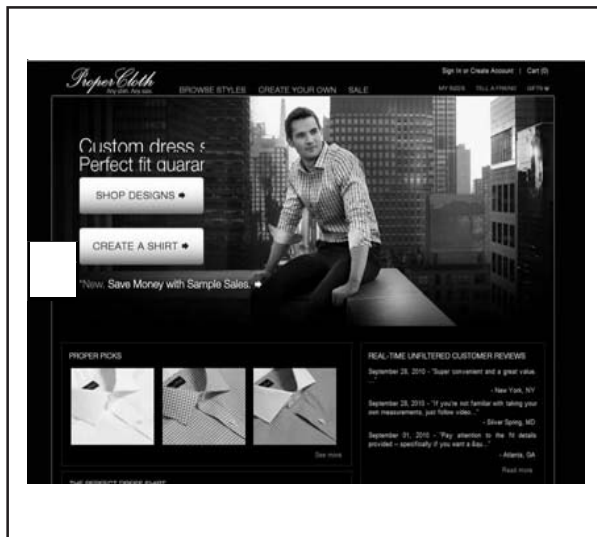 Proper Cloth
Any shirt. Any size.
Sign In or Create Account | Cart (0)
BROWSE STYLES CREATE YOUR OWN SALE
MY SIZES TELL A FRIEND GIFTS
Custom dress s
Perfect fit guarar
SHOP DESIGNS
CREATE A SHIRT
*New. Save Money with Sample Sales.
PROPER PICKS
See more
REAL-TIME UNFILTERED CUSTOMER REVIEWS
September 28, 2010 - "Super convenient and a great value.
..."
- New York, NY
September 28, 2010 - "If you're not familiar with taking your
own measurements, just follow video..."
- Silver Spring, MD
September 01, 2010 - "Pay attention to the fit details
provided – specifically if you want a &qu..."
- Atlanta, GA
Read more
THE PERFECT DRESS SHIRT